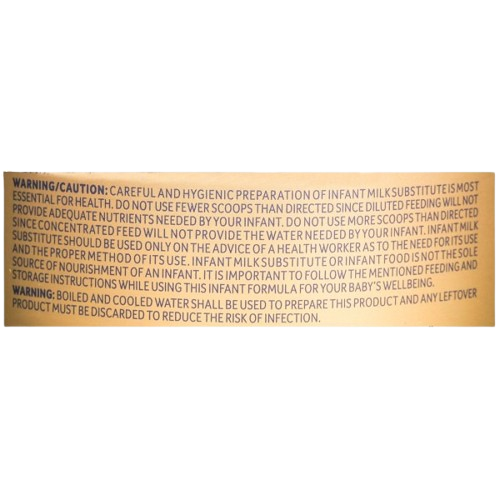 WARNING/CAUTION: CAREFUL AND HYGIENIC PREPARATION OF INFANT MILK SUBSTITUTE IS MOST
ESSENTIAL FOR HEALTH. DO NOT USE FEWER SCOOPS THAN DIRECTED SINCE DILUTED FEEDING WILL NOT
PROVIDE ADEQUATE NUTRIENTS NEEDED BY YOUR INFANT. DO NOT USE MORE SCOOPS THAN DIRECTED
SINCE CONCENTRATED FEED WILL NOT PROVIDE THE WATER NEEDED BY YOUR INFANT. INFANT MILK
SUBSTITUTE SHOULD BE USED ONLY ON THE ADVICE OF A HEALTH WORKER AS TO THE NEED FOR ITS USE
AND THE PROPER METHOD OF ITS USE. INFANT MILK SUBSTITUTE OR INFANT FOOD IS NOT THE SOLE
SOURCE OF NOURISHMENT OF AN INFANT. IT IS IMPORTANT TO FOLLOW THE MENTIONED FEEDING AND
STORAGE INSTRUCTIONS WHILE USING THIS INFANT FORMULA FOR YOUR BABY'S WELLBEING.
WARNING: BOILED AND COOLED WATER SHALL BE USED TO PREPARE THIS PRODUCT AND ANY LEFTOVER
PRODUCT MUST BE DISCARDED TO REDUCE THE RISK OF INFECTION.